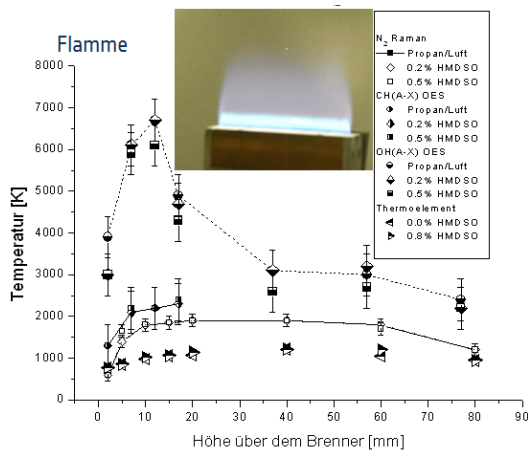 Flamme
N2 Raman
Propan/Luft
0.2% HMDSO
0.5% HMDSO
CH(A-X) OES
Propan/Luft
0.2% HMDSO
0.5% HMDSO
OH(A-X) OES
Propan/Luft
0.2% HMDSO
0.5% HMDSO
Thermoelement
0.0% HMDSO
0.8% HMDSO
Temperatur [K]
8000
7000
6000
5000
4000
3000
2000
1000
0
0 10 20 30 40 50 60 70 80 90
Höhe über dem Brenner [mm]